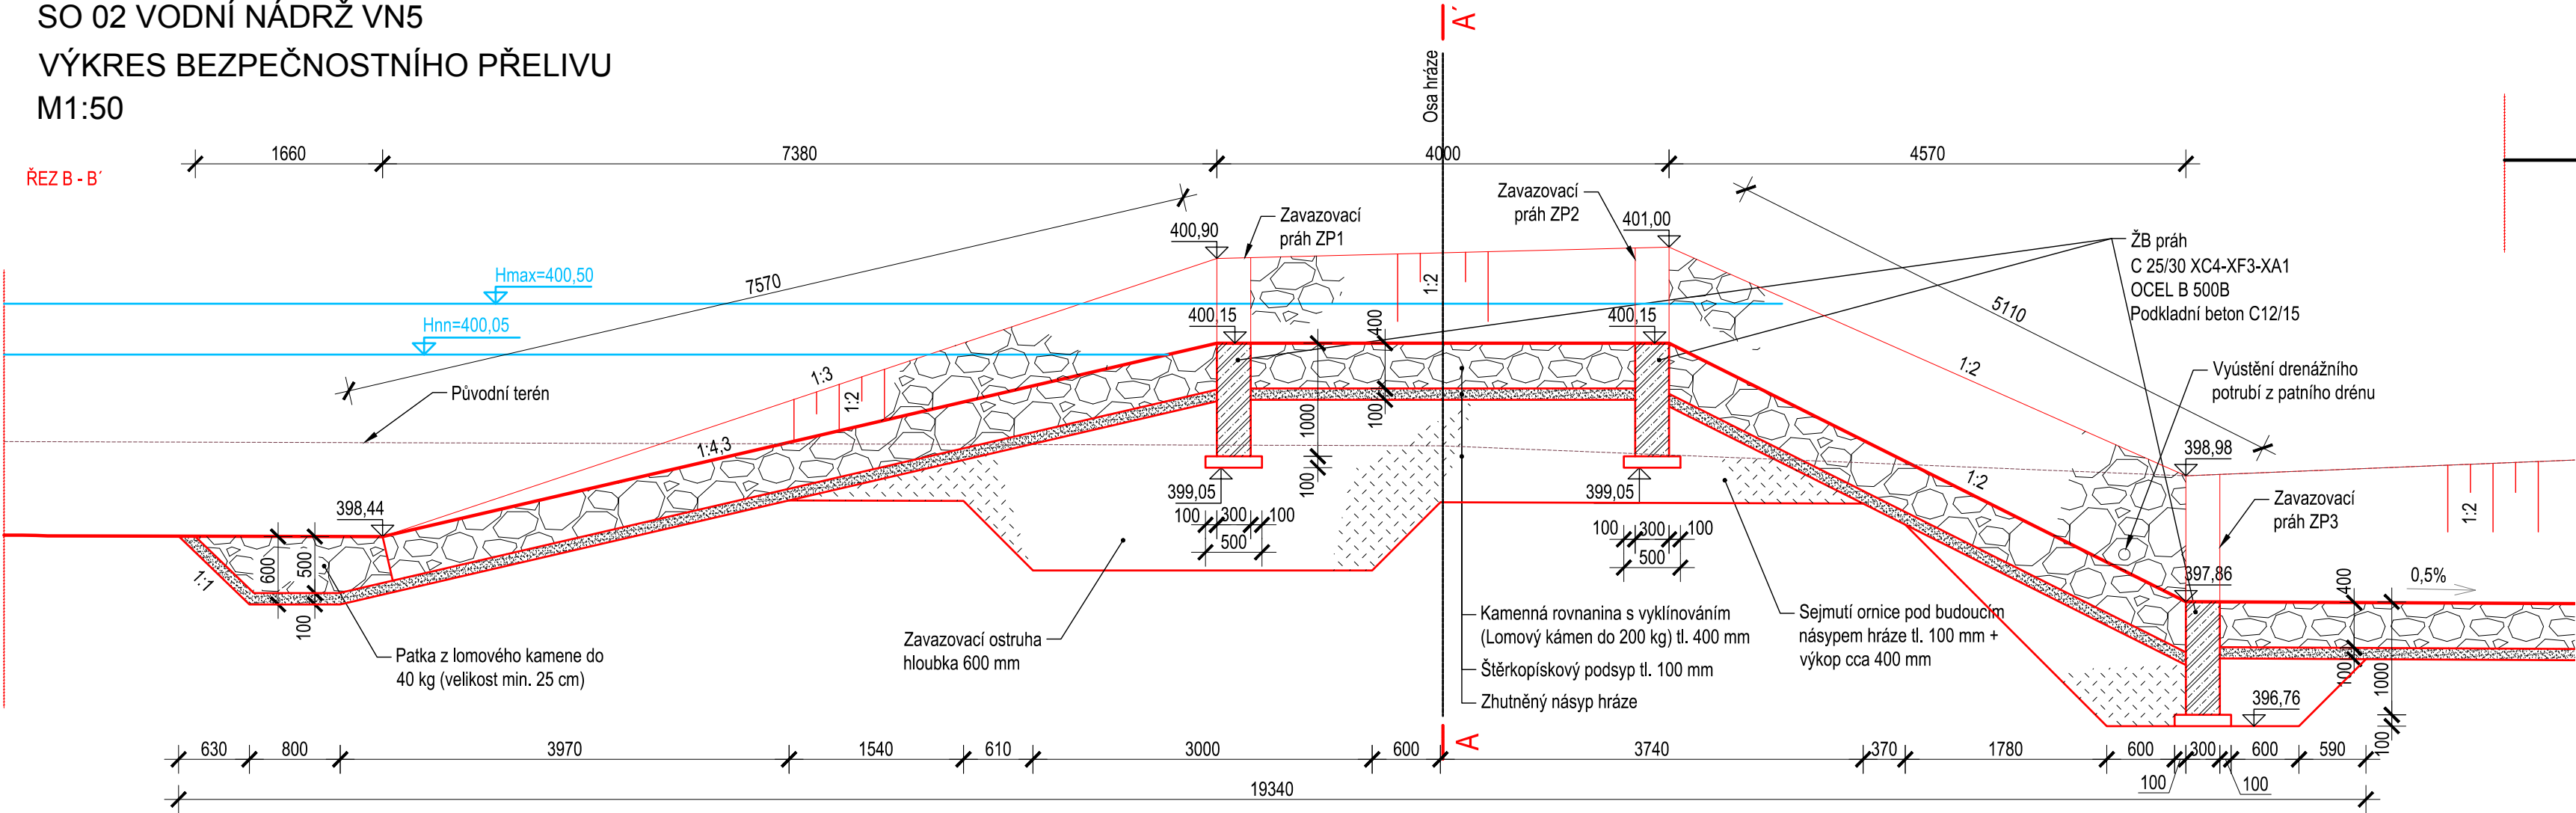 SO 02 VODNÍ NÁDRŽ VN5
VÝKRES BEZPEČNOSTNÍHO PŘELIVU
M1:50
ŘEZ B - B´
A´
Osa hráze
1660
7380
4000
4570
Zavazovací
práh ZP1
Zavazovací
práh ZP2
400,90
401,00
ŽB práh
C 25/30 XC4-XF3-XA1
OCEL B 500B
Podkladní beton C12/15
Hmax=400,50
Hnn=400,05
7570
5110
1:2
400,15
400,15
400
1000
100
100
1:3
1:2
1:2
Původní terén
Vyústění drenážního
potrubí z patního drénu
1:4,3
1:2
398,98
398,44
399,05
399,05
100
300
100
500
100
300
100
500
Zavazovací
práh ZP3
1:2
600
500
100
1:1
397,86
0,5%
400
100
1000
100
Patka z lomového kamene do
40 kg (velikost min. 25 cm)
Zavazovací ostruha
hloubka 600 mm
Kamenná rovnanina s vyklínováním
(Lomový kámen do 200 kg) tl. 400 mm
Štěrkopískový podsyp tl. 100 mm
Zhutněný násyp hráze
Sejmutí ornice pod budoucím
násypem hráze tl. 100 mm +
výkop cca 400 mm
396,76
A
630
800
3970
1540
610
3000
600
3740
370
1780
600
300
600
590
100
100
19340